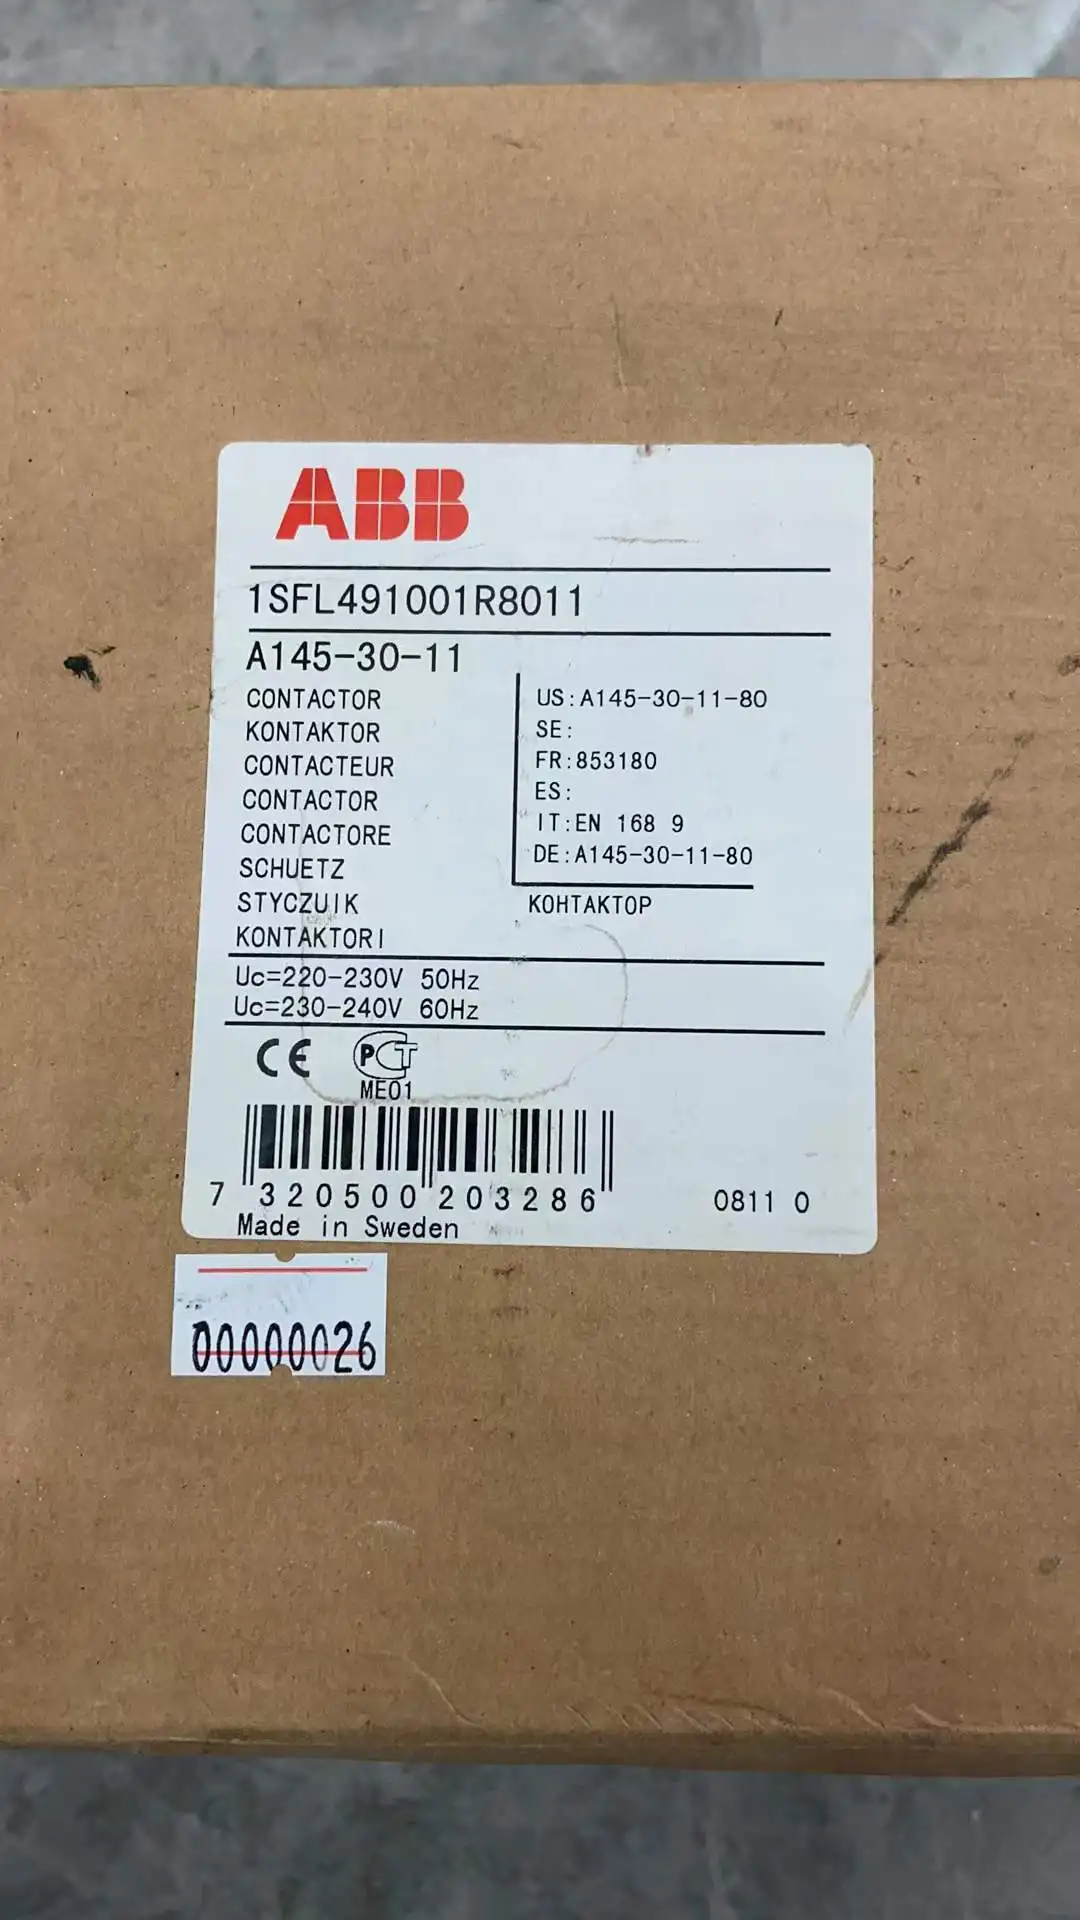 ABB
1SFL491001R8011
A145-30-11
CONTACTOR
KONTAKTOR
CONTACTEUR
CONTACTOR
CONTACTORE
SCHUETZ
STYCZUIK
KONTAKTORI
US:A145-30-11-80
SE:
FR:853180
ES:
IT:EN 168 9
DE:A145-30-11-80
КОНТАКТОР
Uc=220-230V 50Hz
Uc=230-240V 60Hz
CE PCT
ME01
7 320500 203286
0811 0
Made in Sweden
00000026